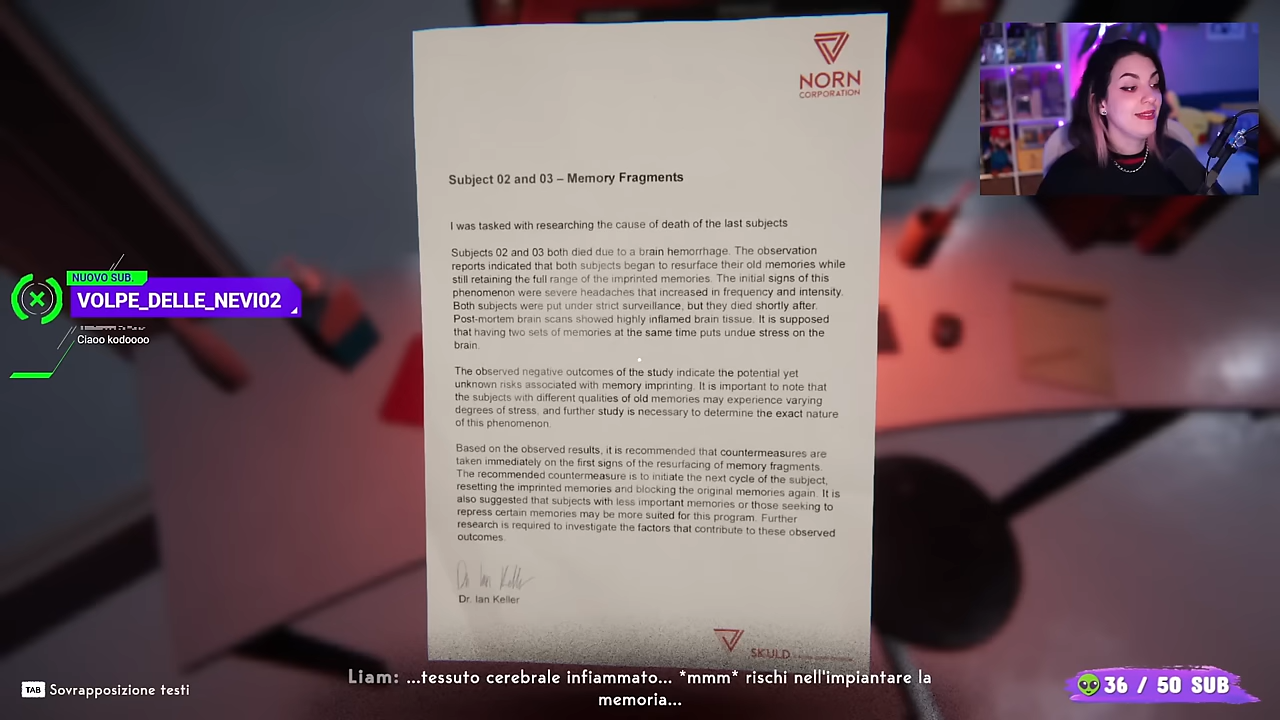 NORN
CORPORATION
Subject 02 and 03 – Memory Fragments
I was tasked with researching the cause of death of the last subjects
Subjects 02 and 03 both died due to a brain hemorrhage. The observation
reports indicated that both subjects began to resurface their old memories while
still retaining the full range of the imprinted memories. The initial signs of this
phenomenon were severe headaches that increased in frequency and intensity.
Both subjects were put under strict surveillance, but they died shortly after.
Post-mortem brain scans showed highly inflamed brain tissue. It is supposed
that having two sets of memories at the same time puts undue stress on the
brain.
The observed negative outcomes of the study indicate the potential yet
unknown risks associated with memory imprinting. It is important to note that
the subjects with different qualities of old memories may experience varying
degrees of stress, and further study is necessary to determine the exact nature
of this phenomenon.
Based on the observed results, it is recommended that countermeasures are
taken immediately on the first signs of the resurfacing of memory fragments.
The recommended countermeasure is to initiate the next cycle of the subject,
resetting the imprinted memories and blocking the original memories again. It is
also suggested that subjects with less important memories or those seeking to
repress certain memories may be more suited for this program. Further
research is required to investigate the factors that contribute to these observed
outcomes.
Dr. Ian Keller
Dr. Ian Keller
SKULD
NUOVO SUB.
VOLPE_DELLE_NEVI02
Ciaoo kodoooo
Liam: ...tessuto cerebrale infiammato... *mmm* rischi nell'impiantare la
memoria...
TAB Sovrapposizione testi
36 / 50 SUB